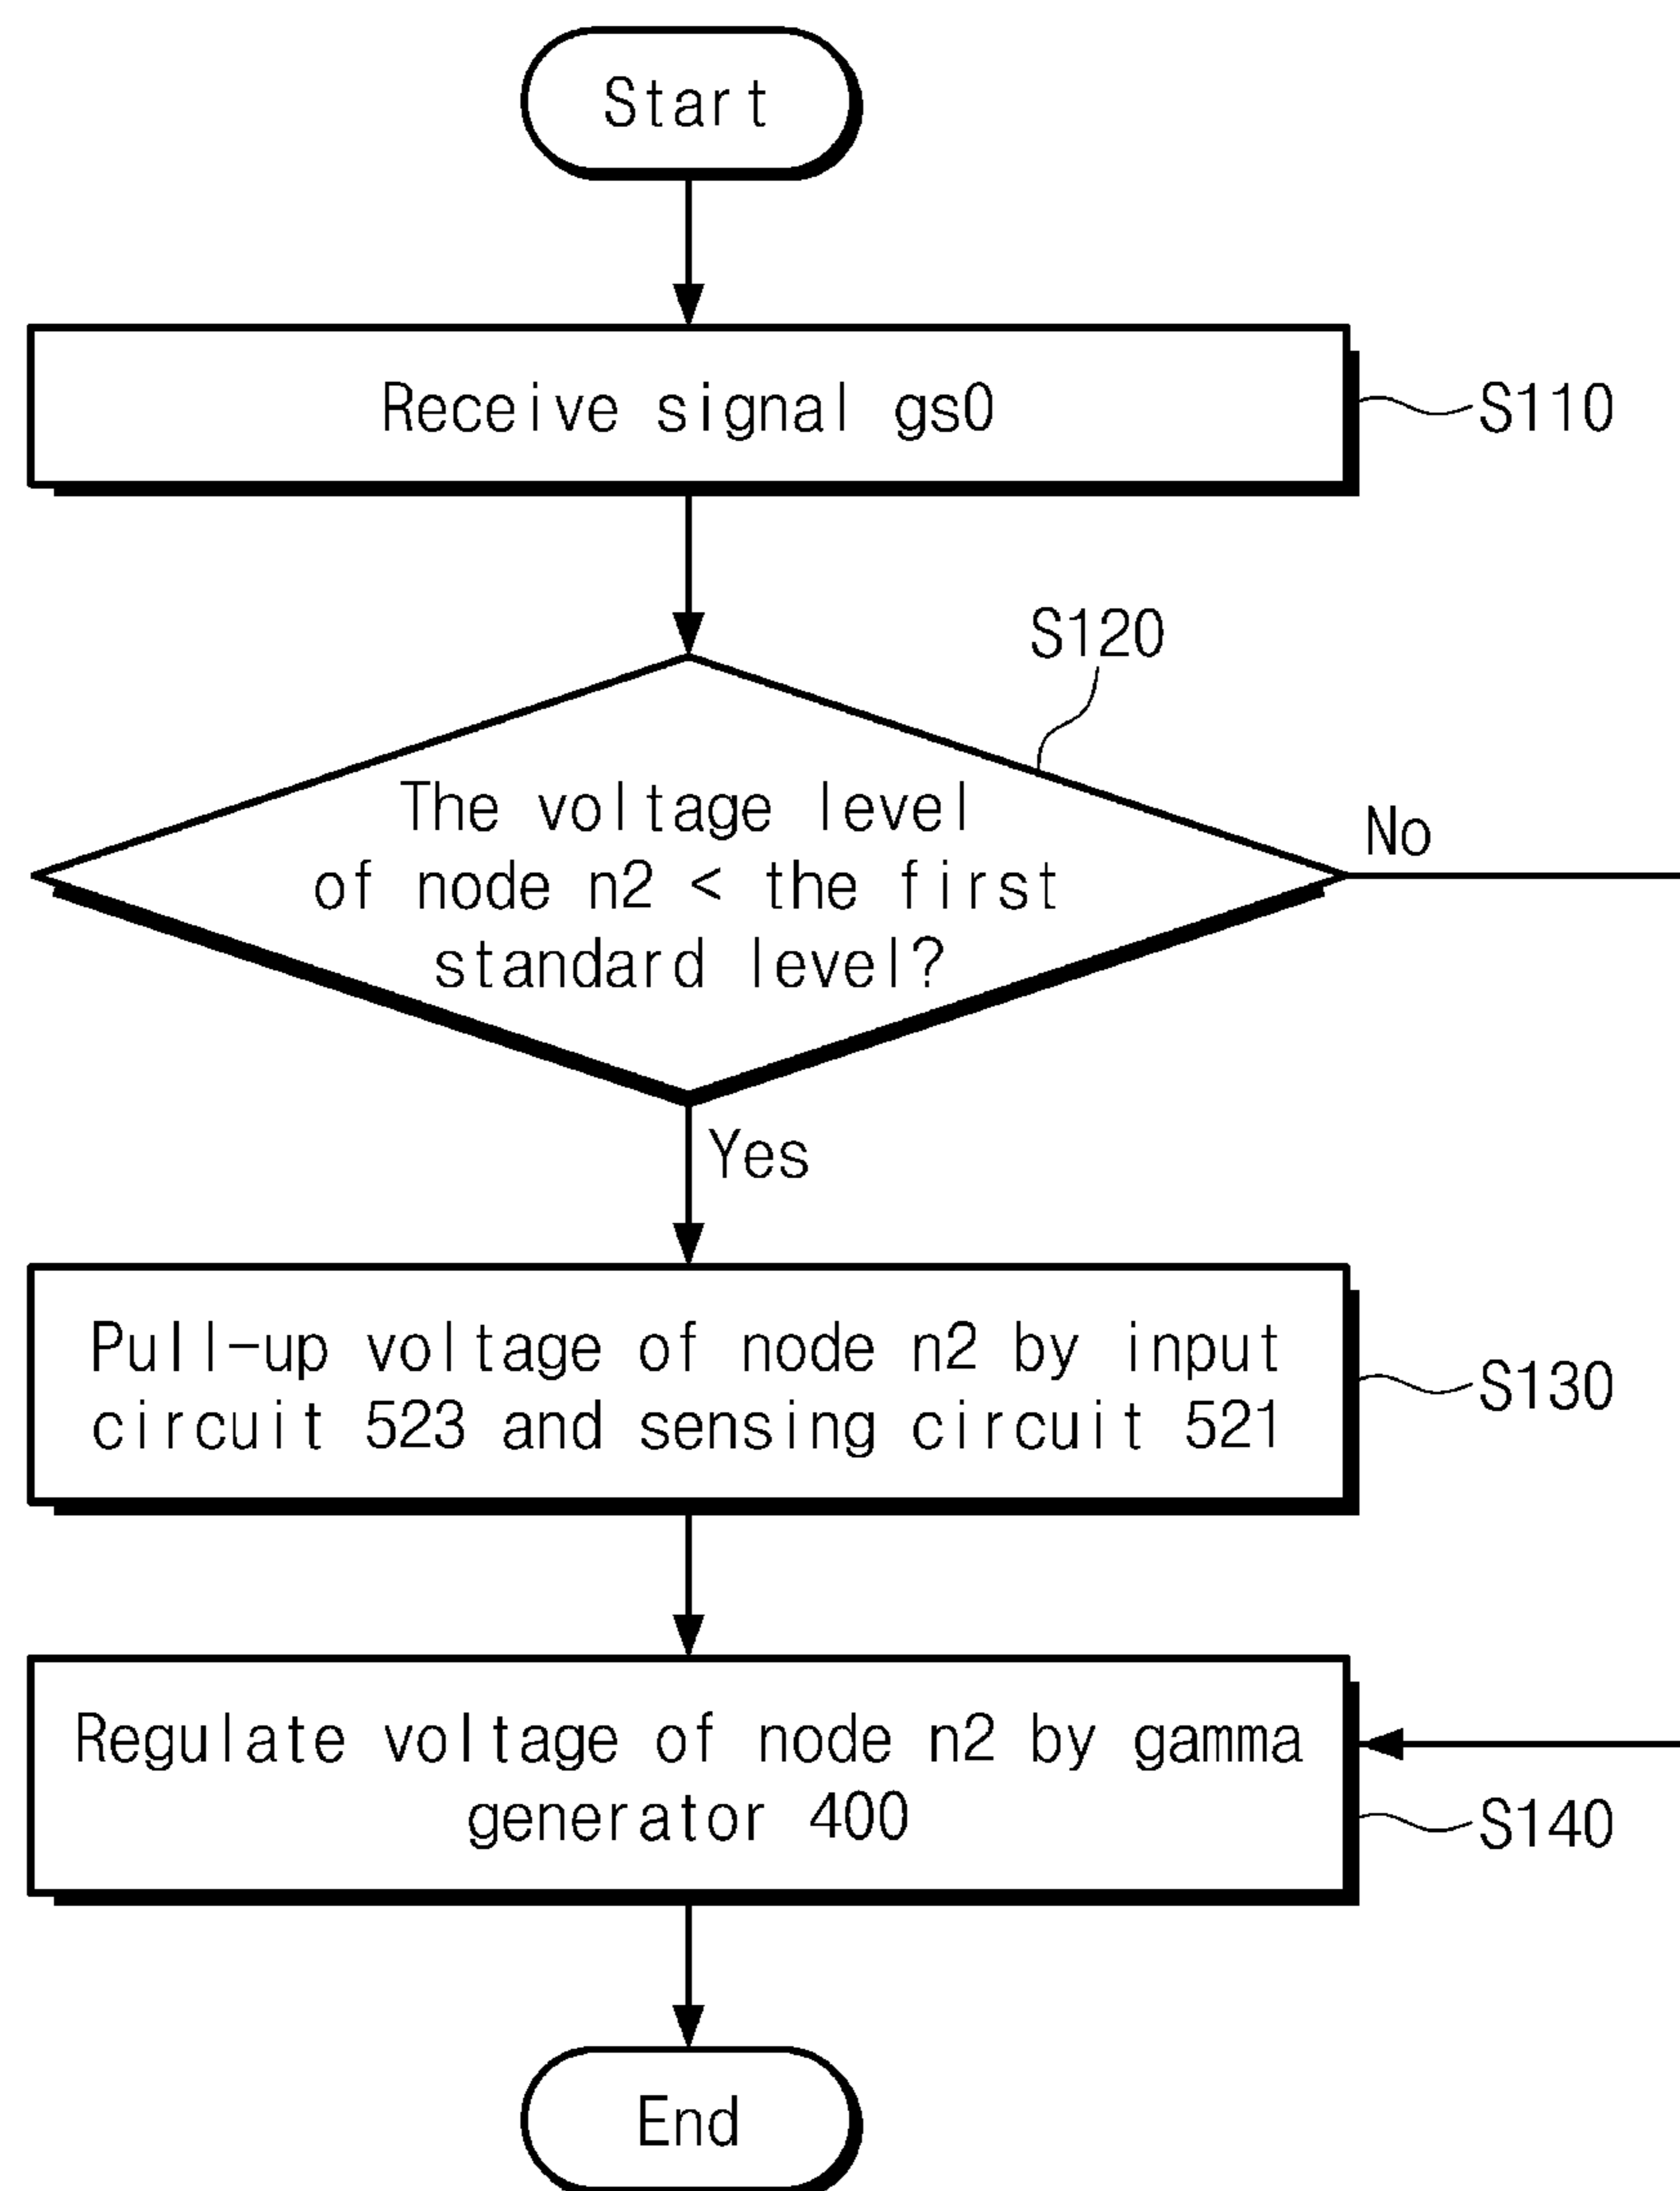 Start
Receive signal gs0
S110
S120
The voltage level
of node n2 < the first
standard level?
No
Yes
Pull-up voltage of node n2 by input
circuit 523 and sensing circuit 521
S130
Regulate voltage of node n2 by gamma
generator 400
S140
End